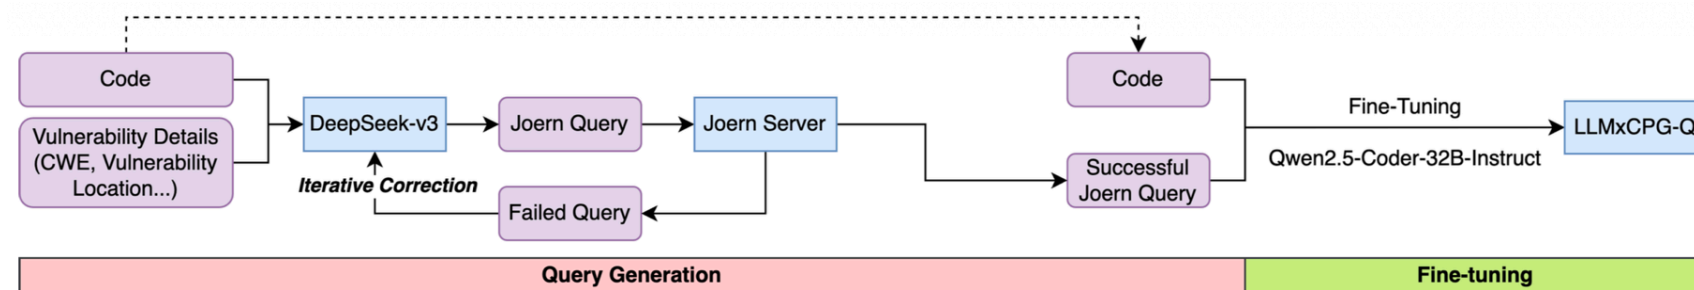 Code
Vulnerability Details
(CWE, Vulnerability
Location...)
DeepSeek-v3
Joern Query
Joern Server
Iterative Correction
Failed Query
Code
Successful
Joern Query
Fine-Tuning
Qwen2.5-Coder-32B-Instruct
LLMxCPG-Q
Query Generation
Fine-tuning